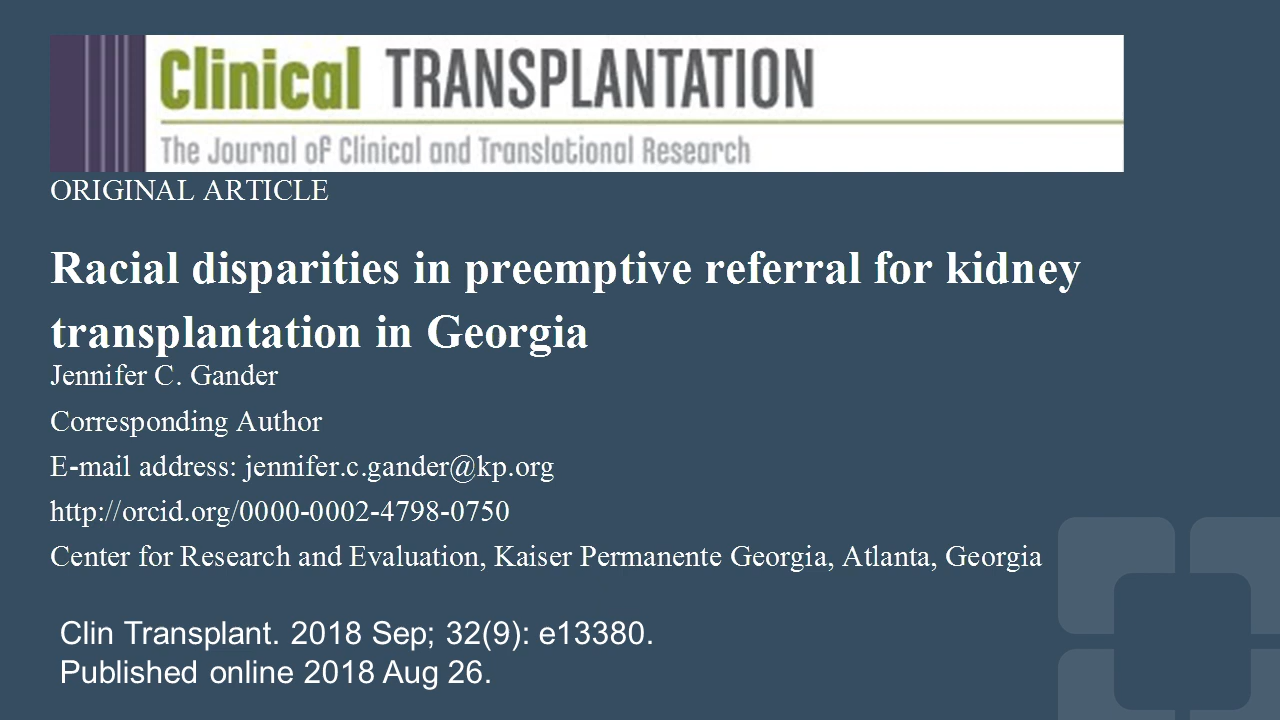 Clinical TRANSPLANTATION
The Journal of Clinical and Translational Research
ORIGINAL ARTICLE
Racial disparities in preemptive referral for kidney
transplantation in Georgia
Jennifer C. Gander
Corresponding Author
E-mail address: jennifer.c.gander@kp.org
http://orcid.org/0000-0002-4798-0750
Center for Research and Evaluation, Kaiser Permanente Georgia, Atlanta, Georgia
Clin Transplant. 2018 Sep; 32(9): e13380.
Published online 2018 Aug 26.